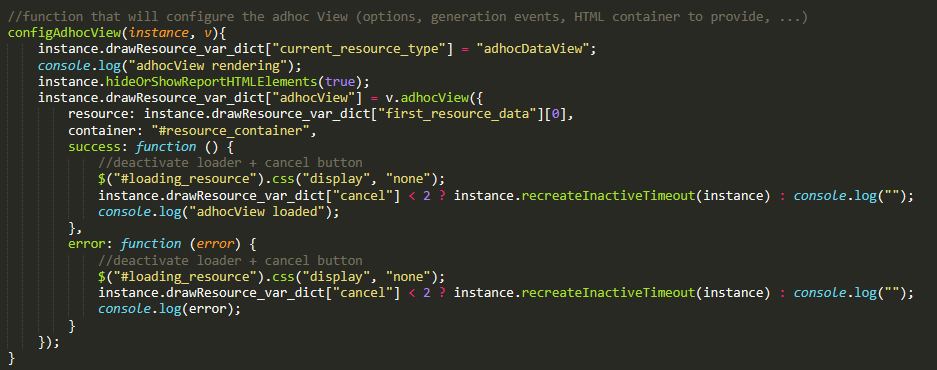 //function that will configure the adhoc View (options, generation events, HTML container to provide, ...)
configAdhocView(instance, v){
    instance.drawResource_var_dict["current_resource_type"] = "adhocDataView";
    console.log("adhocView rendering");
    instance.hideOrShowReportHTMLElements(true);
    instance.drawResource_var_dict["adhocView"] = v.adhocView({
        resource: instance.drawResource_var_dict["first_resource_data"][0],
        container: "#resource_container",
        success: function () {
            //deactivate loader + cancel button
            $("#loading_resource").css("display", "none");
            instance.drawResource_var_dict["cancel"] < 2 ? instance.recreateInactiveTimeout(instance) : console.log("");
            console.log("adhocView loaded");
        },
        error: function (error) {
            //deactivate loader + cancel button
            $("#loading_resource").css("display", "none");
            instance.drawResource_var_dict["cancel"] < 2 ? instance.recreateInactiveTimeout(instance) : console.log("");
            console.log(error);
        }
    });
}